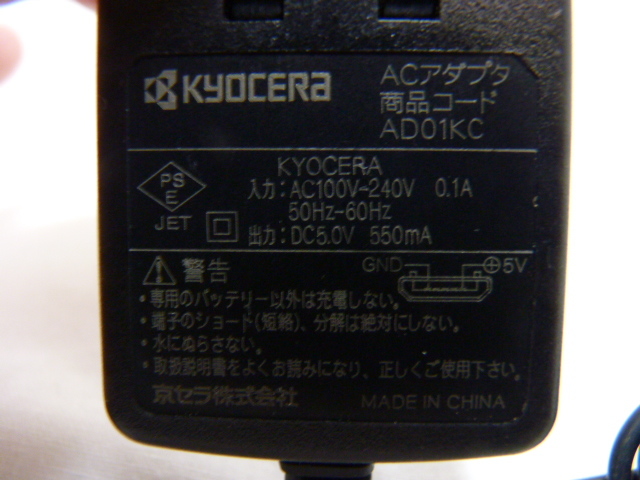 KYOCERA
ACアダプタ
商品コード
AD01KC
KYOCERA
PS
E
JET
入力:AC100V-240V 0.1A
50Hz-60Hz
出力:DC5.0V 550mA
警告
GND
⊕5V
・専用のバッテリー以外は充電しない。
・端子のショート(短絡)、分解は絶対にしない。
・水にぬらさない。
・取扱説明書をよくお読みになり、正しくご使用下さい。
京セラ株式会社
MADE IN CHINA